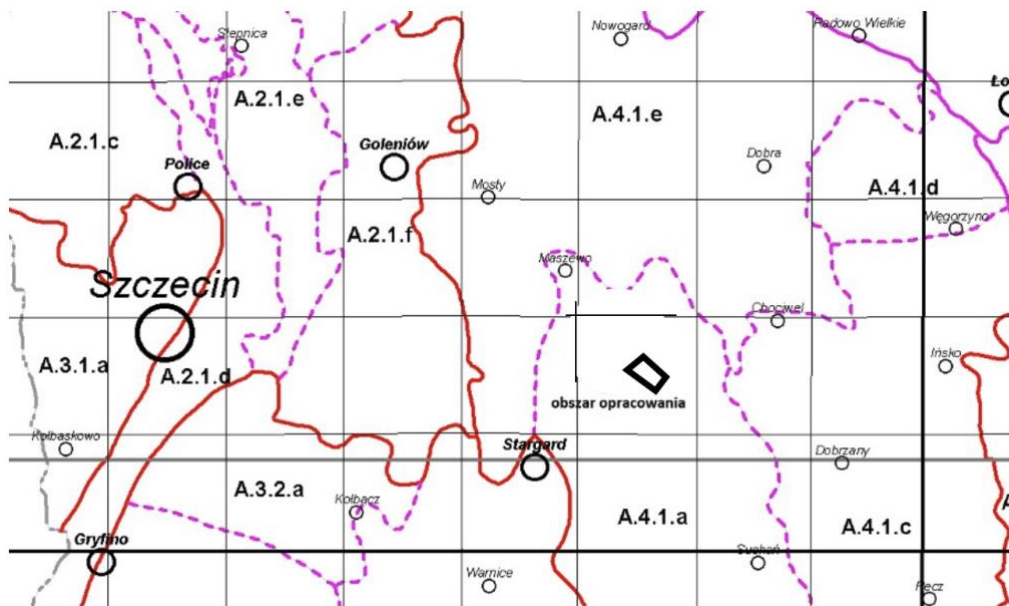 Stepnica
Nowogard
Radowo Wielkie
A.2.1.e
Ło
A.4.1.e
A.2.1.c
Goleniów
Police
Dobra
Mosty
A.4.1.d
Węgorzyno
A.2.1.f
Maszewo
Szczecin
Chociwel
A.3.1.a
A.2.1.d
Ińsko
obszar opracowania
Kołbaskowo
Stargard
Dobrzany
A.3.2.a
Kołbacz
A.4.1.a
A.4.1.c
A
Gryfino
Suchań
Warnice
Recz